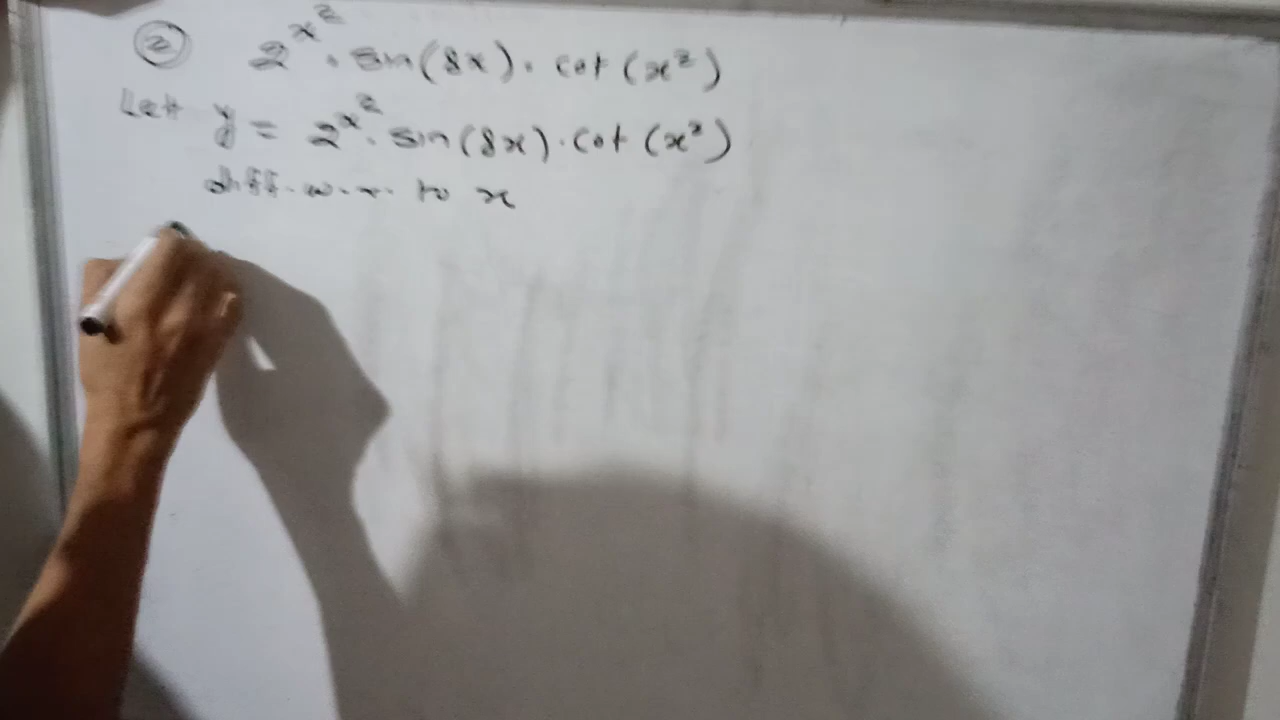 ② 2^x² . sin(8x) . cot (x²)
Let y = 2^x² . sin(8x) . cot (x²)
diff. w. r. to x